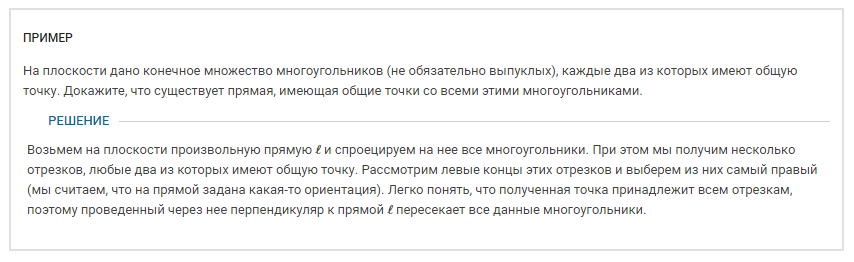 ПРИМЕР
На плоскости дано конечное множество многоугольников (не обязательно выпуклых), каждые два из которых имеют общую
точку. Докажите, что существует прямая, имеющая общие точки со всеми этими многоугольниками.
РЕШЕНИЕ
Возьмем на плоскости произвольную прямую ℓ и спроецируем на нее все многоугольники. При этом мы получим несколько
отрезков, любые два из которых имеют общую точку. Рассмотрим левые концы этих отрезков и выберем из них самый правый
(мы считаем, что на прямой задана какая-то ориентация). Легко понять, что полученная точка принадлежит всем отрезкам,
поэтому проведенный через нее перпендикуляр к прямой ℓ пересекает все данные многоугольники.